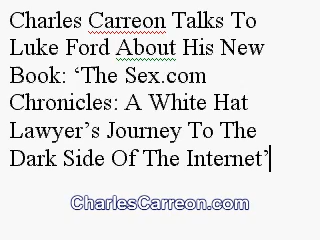 Charles Carreon Talks To
Luke Ford About His New
Book: ‘The Sex.com
Chronicles: A White Hat
Lawyer’s Journey To The
Dark Side Of The Internet’
CharlesCarreon.com